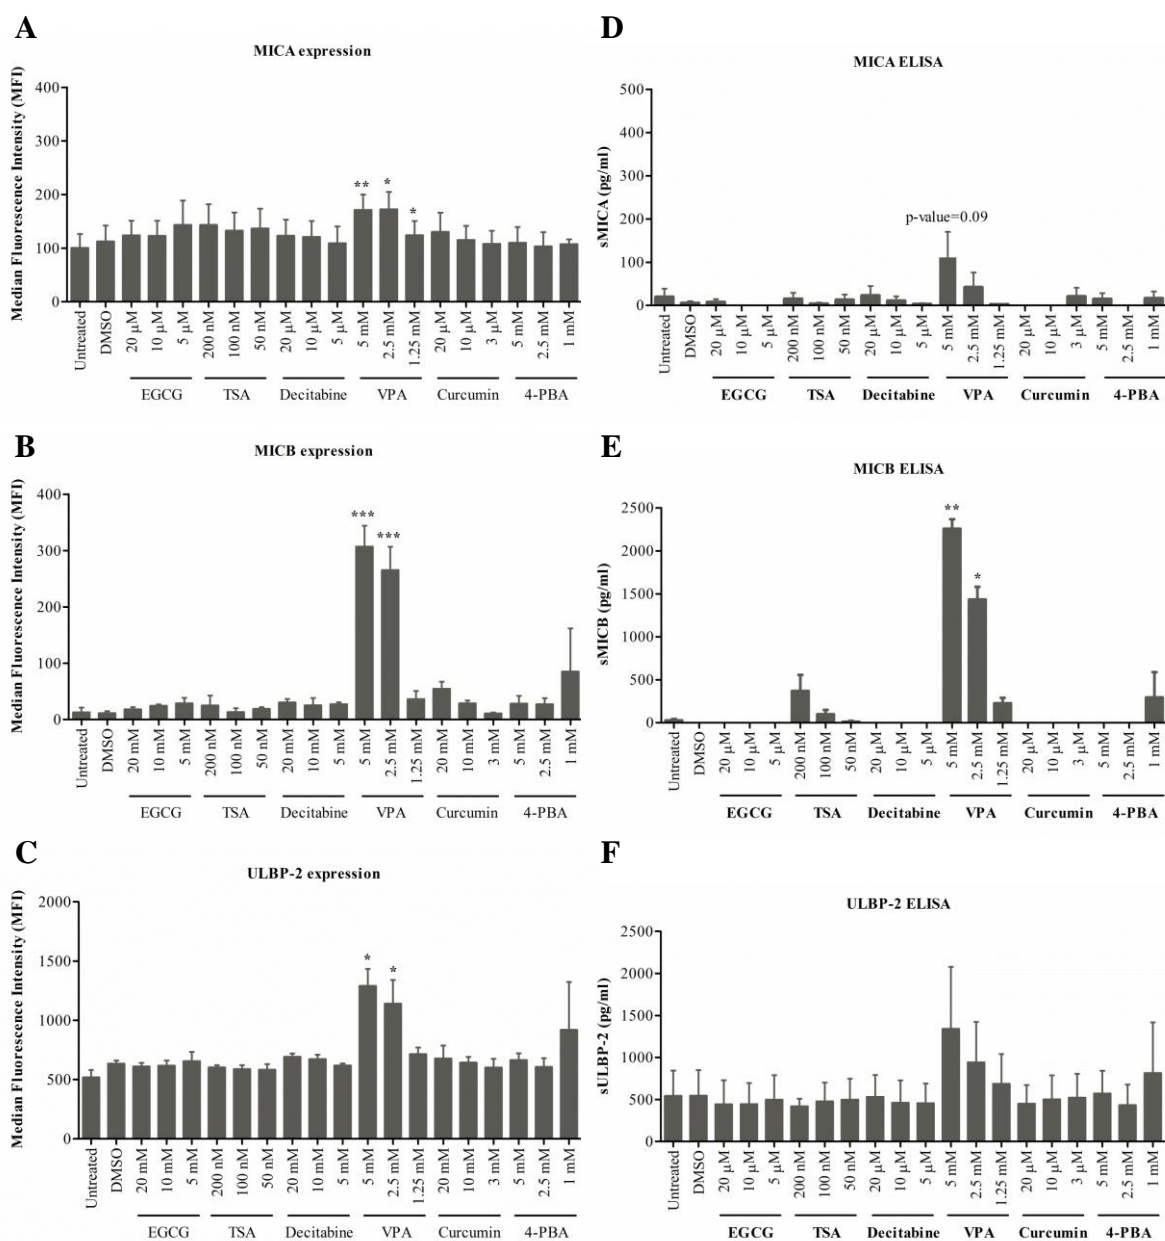 A
MICA expression
Median Fluorescence Intensity (MFI)
400
300
200
100
0
** * *
Untreated DMSO 20 µM 10 µM 5 µM 200 nM 100 nM 50 nM 20 µM 10 µM 5 µM 5 mM 2.5 mM 1.25 mM 20 µM 10 µM 3 µM 5 mM 2.5 mM 1 mM
EGCG TSA Decitabine VPA Curcumin 4-PBA
D
MICA ELISA
sMICA (pg/ml)
500
400
300
200
100
0
p-value=0.09
Untreated DMSO 20 µM 10 µM 5 µM 200 nM 100 nM 50 nM 20 µM 10 µM 5 µM 5 mM 2.5 mM 1.25 mM 20 µM 10 µM 3 µM 5 mM 2.5 mM 1 mM
EGCG TSA Decitabine VPA Curcumin 4-PBA
B
MICB expression
Median Fluorescence Intensity (MFI)
400
300
200
100
0
*** ***
Untreated DMSO 20 mM 10 mM 5 mM 200 nM 100 nM 50 nM 20 mM 10 mM 5 mM 5 mM 2.5 mM 1.25 mM 20 mM 10 mM 3 mM 5 mM 2.5 mM 1 mM
EGCG TSA Decitabine VPA Curcumin 4-PBA
E
MICB ELISA
sMICB (pg/ml)
2500
2000
1500
1000
500
0
** *
Untreated DMSO 20 µM 10 µM 5 µM 200 nM 100 nM 50 nM 20 µM 10 µM 5 µM 5 mM 2.5 mM 1.25 mM 20 µM 10 µM 3 µM 5 mM 2.5 mM 1 mM
EGCG TSA Decitabine VPA Curcumin 4-PBA
C
ULBP-2 expression
Median Fluorescence Intensity (MFI)
2000
1500
1000
500
0
* *
Untreated DMSO 20 mM 10 mM 5 mM 200 nM 100 nM 50 nM 20 mM 10 mM 5 mM 5 mM 2.5 mM 1.25 mM 20 mM 10 mM 3 mM 5 mM 2.5 mM 1 mM
EGCG TSA Decitabine VPA Curcumin 4-PBA
F
ULBP-2 ELISA
sULBP-2 (pg/ml)
2500
2000
1500
1000
500
0
Untreated DMSO 20 µM 10 µM 5 µM 200 nM 100 nM 50 nM 20 µM 10 µM 5 µM 5 mM 2.5 mM 1.25 mM 20 µM 10 µM 3 µM 5 mM 2.5 mM 1 mM
EGCG TSA Decitabine VPA Curcumin 4-PBA